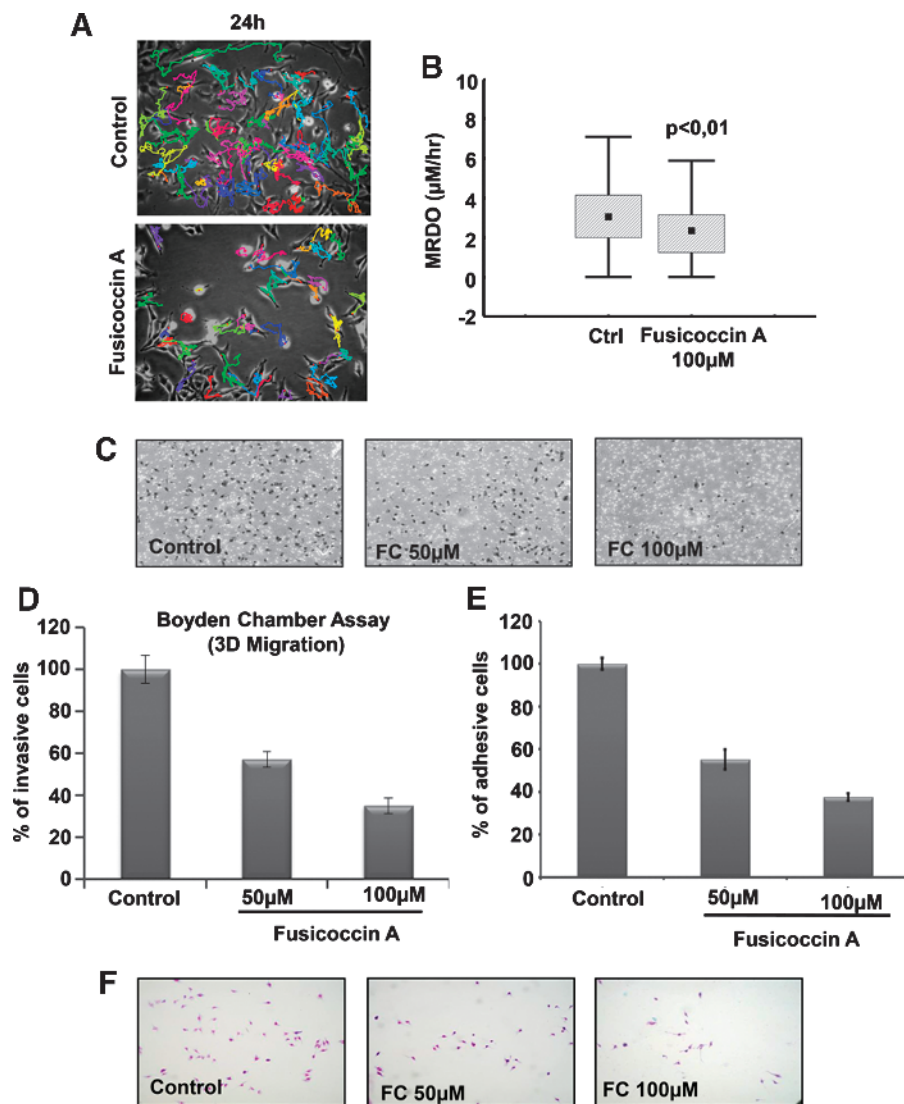 A
24h
Control
Fusicoccin A
B
MRDO (µM/hr)
10
8
6
4
2
0
-2
p<0,01
Ctrl
Fusicoccin A
100µM
C
Control
FC 50µM
FC 100µM
D
Boyden Chamber Assay
(3D Migration)
% of invasive cells
120
100
80
60
40
20
0
Control
50µM
100µM
Fusicoccin A
E
% of adhesive cells
120
100
80
60
40
20
0
Control
50µM
100µM
Fusicoccin A
F
Control
FC 50µM
FC 100µM